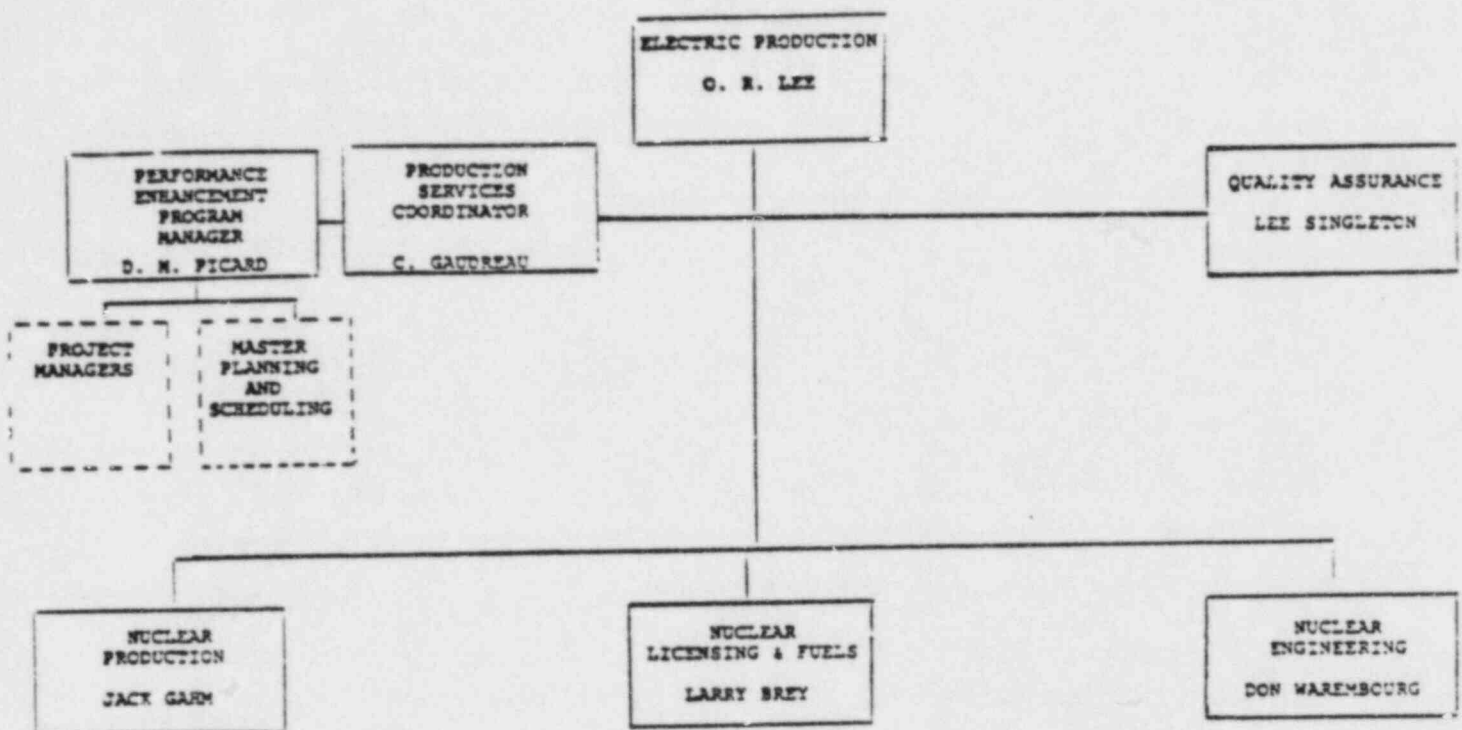 ELECTRIC PRODUCTION
O. R. LEE
PERFORMANCE
ENHANCEMENT
PROGRAM
MANAGER
D. M. PICARD
PRODUCTION
SERVICES
COORDINATOR
C. GAUDREAU
QUALITY ASSURANCE
LEE SINGLETON
PROJECT
MANAGERS
MASTER
PLANNING
AND
SCHEDULING
NUCLEAR
PRODUCTION
JACK GAHM
NUCLEAR
LICENSING & FUELS
LARRY BREY
NUCLEAR
ENGINEERING
DON WAREMBOURG